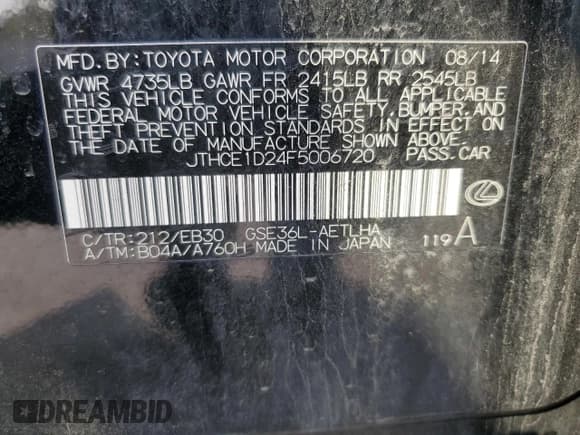 MFD.BY:TOYOTA MOTOR CORPORATION 08/14
GVWR 4735LB GAWR FR 2415LB RR 2545LB
THIS VEHICLE CONFORMS TO ALL APPLICABLE
FEDERAL MOTOR VEHICLE SAFETY,BUMPER,AND
THEFT PREVENTION STANDARDS IN EFFECT ON
THE DATE OF MANUFACTURE SHOWN ABOVE.
JTHCE1D24F5006720 PASS.CAR
C/TR:212/EB30 GSE36L-AETLHA
A/TM:B04A/A760H MADE IN JAPAN 119A
DREAMBID